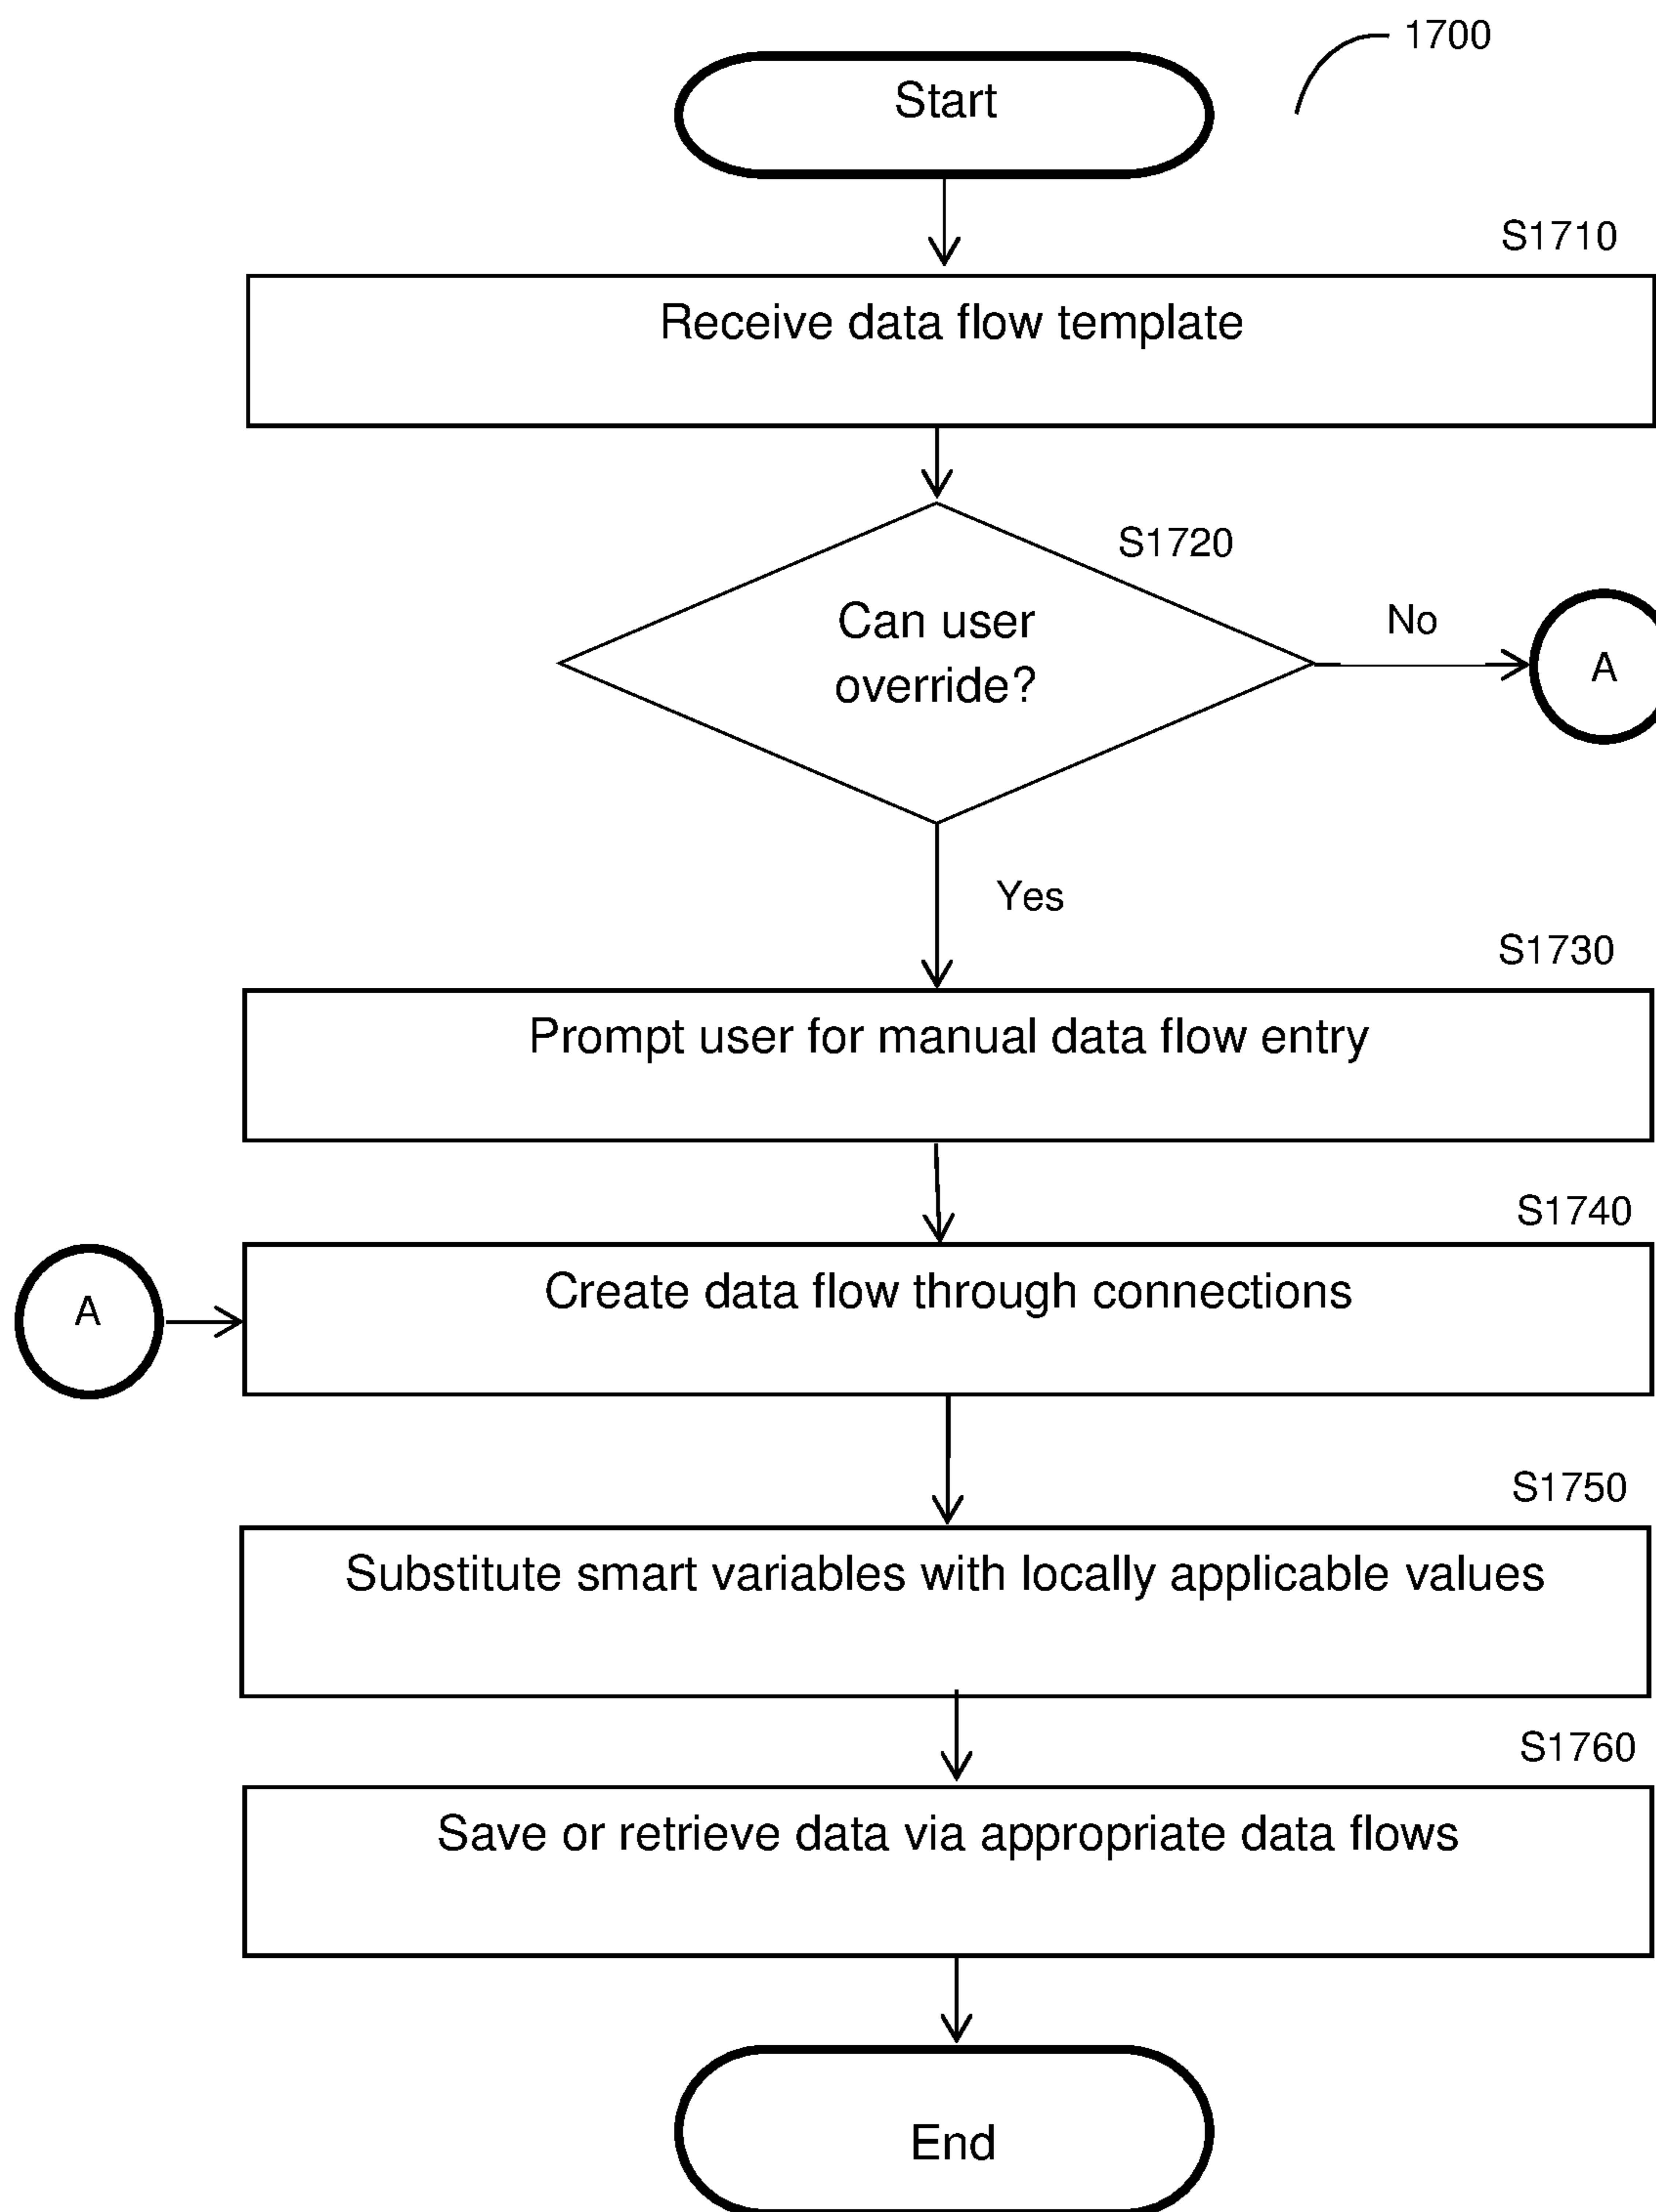 1700
Start
S1710
Receive data flow template
S1720
Can user
override?
No
A
Yes
S1730
Prompt user for manual data flow entry
S1740
A
Create data flow through connections
S1750
Substitute smart variables with locally applicable values
S1760
Save or retrieve data via appropriate data flows
End